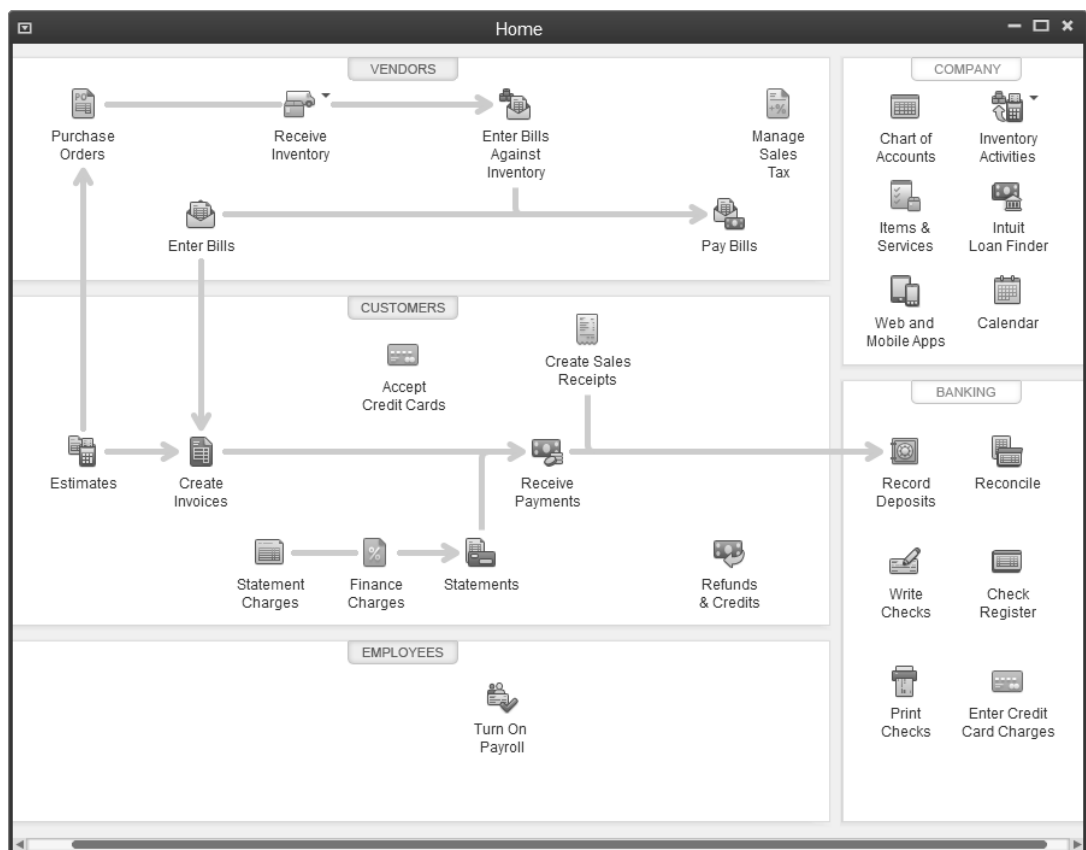 Home
VENDORS
Purchase
Orders
Receive
Inventory
Enter Bills
Against
Inventory
Manage
Sales
Tax
Enter Bills
Pay Bills
CUSTOMERS
Accept
Credit Cards
Create Sales
Receipts
Estimates
Create
Invoices
Receive
Payments
Statement
Charges
Finance
Charges
Statements
Refunds
& Credits
EMPLOYEES
Turn On
Payroll
COMPANY
Chart of
Accounts
Inventory
Activities
Items &
Services
Intuit
Loan Finder
Web and
Mobile Apps
Calendar
BANKING
Record
Deposits
Reconcile
Write
Checks
Check
Register
Print
Checks
Enter Credit
Card Charges